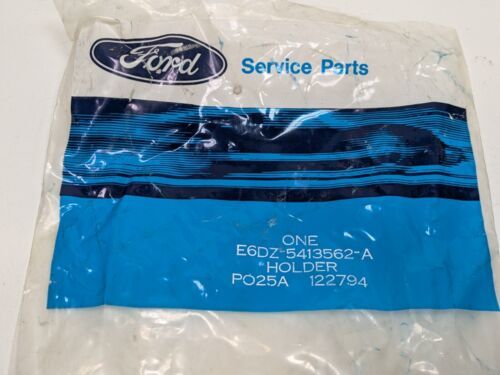 Ford
Service Parts
ONE
E6DZ-5413562-A
HOLDER
PO25A 122794